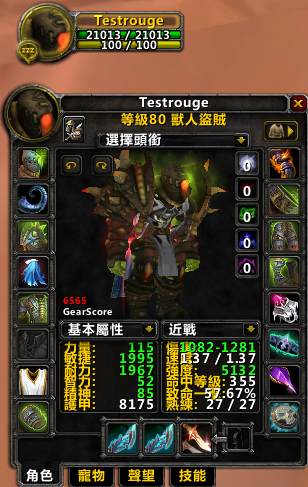 Testrouge
21013 / 21013
100 / 100
zzz
Testrouge
等級80 獸人盜賊
選擇頭銜
0
0
0
0
0
6565
GearScore
基本屬性
近戰
力量: 115
敏捷: 1995
耐力: 1967
智力: 52
精神: 85
護甲: 8175
1082-1281
1.37 / 1.37
強度: 5132
命中等級: 355
致命一 57.67%
熟練: 27 / 27
角色 寵物 聲望 技能